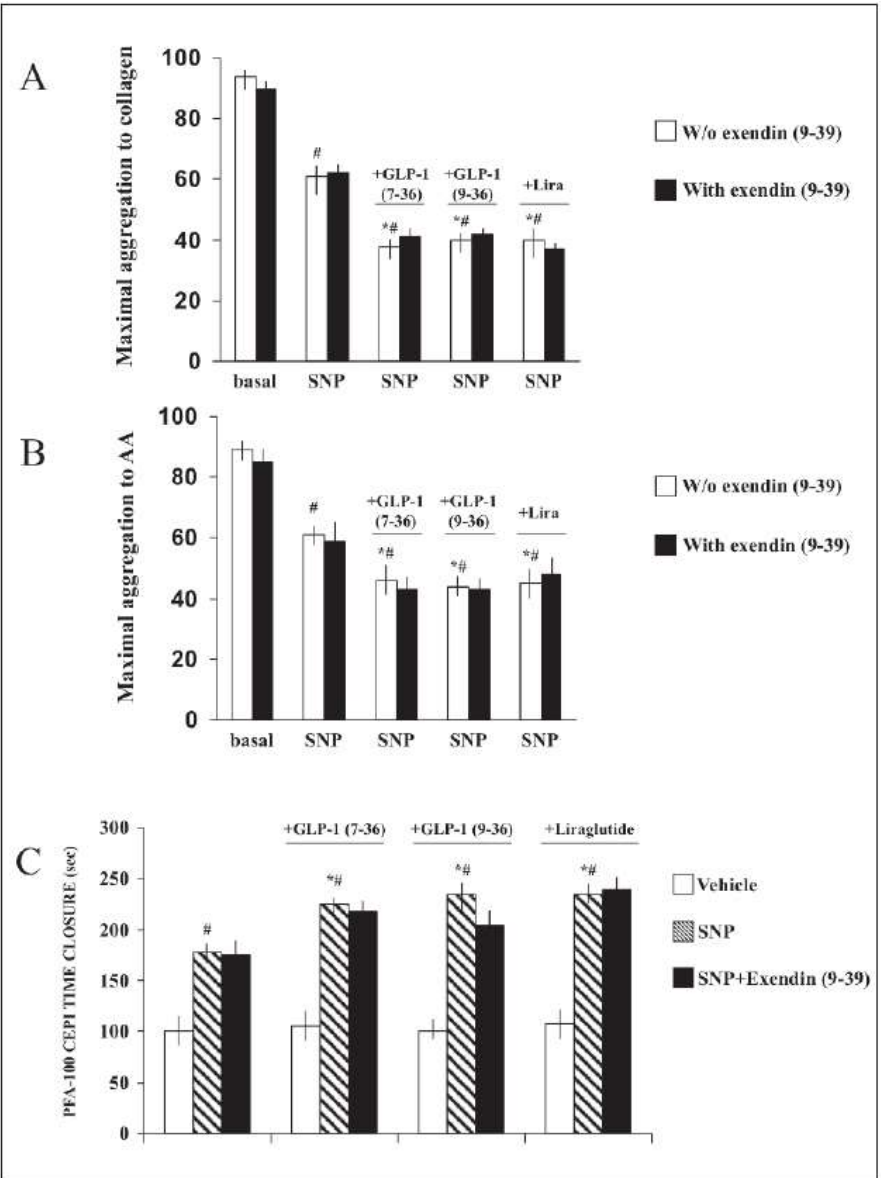 A
Maximal aggregation to collagen
100
80
60
40
20
0
#
+GLP-1
(7-36)
*#
+GLP-1
(9-36)
*#
+Lira
*#
basal SNP SNP SNP SNP
W/o exendin (9-39)
With exendin (9-39)
B
Maximal aggregation to AA
100
80
60
40
20
0
#
+GLP-1
(7-36)
*#
+GLP-1
(9-36)
*#
+Lira
*#
basal SNP SNP SNP SNP
W/o exendin (9-39)
With exendin (9-39)
C
PFA-100 CEPI TIME CLOSURE (sec)
300
250
200
150
100
50
0
#
+GLP-1 (7-36)
*#
+GLP-1 (9-36)
*#
+Liraglutide
*#
Vehicle
SNP
SNP+Exendin (9-39)